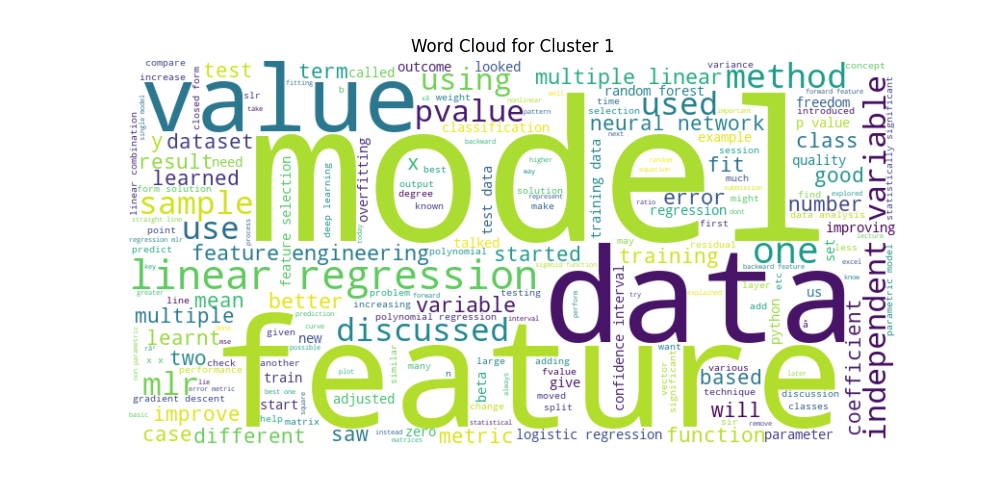 Word Cloud for Cluster 1
compare
increase
value
test
term
called
outcome
looked
using
b
fitting
multiple linear
variance
method
concept
forward feature
closed form
slr
take
xâ
weight
nonlinear
pattern
random forest
time
selection
used
important
freedom
introduced
single model
linear combination
y
dataset
pvalue
classification
neural network
next
example
p value
class
statistically significant
result
need
learned
model
x
best
backward
higher
way
fit
random
equation
session
much
quality
good
independent variable
form solution
sample
feature selection
deep learning
overfitting
output
degree
known
test data
solution
represent
make
training data
error
submission
might
ratio
dont
find
number
data analysis
straight line
point
use
regression mlr
predict
process
today
talked
regression
first
explored
improving
lecture
feature engineering
polynomial
started
may
residual
training
one
set
less
excel
key
linear regression
sigmoid function
explained
backward feature
know
layer
etc
us
parametric model
greater
line
mean
better
problem
forward
increasing
testing
variable
perform
confidence interval
try
data
add
python
multiple
prediction
polynomial regression
interval
given
new
curve
discussed
vector
want
significant
â
coefficient
non parametric
learnt
done
mse
râ²
possible
two
check
another
performance
lie
error metric
x x
mlr
train
plot
similar
many
n
large
adding
fvalue
give
moved
split
based
various
technique
later
discussion
classes
gradient descent
start
best one
square
adjusted
feature
beta
always
change
statistical
will
sir
remove
basic
improve
help
matrix
case
different
saw
instead
matrices
zero
metric
logistic regression
function
parameter